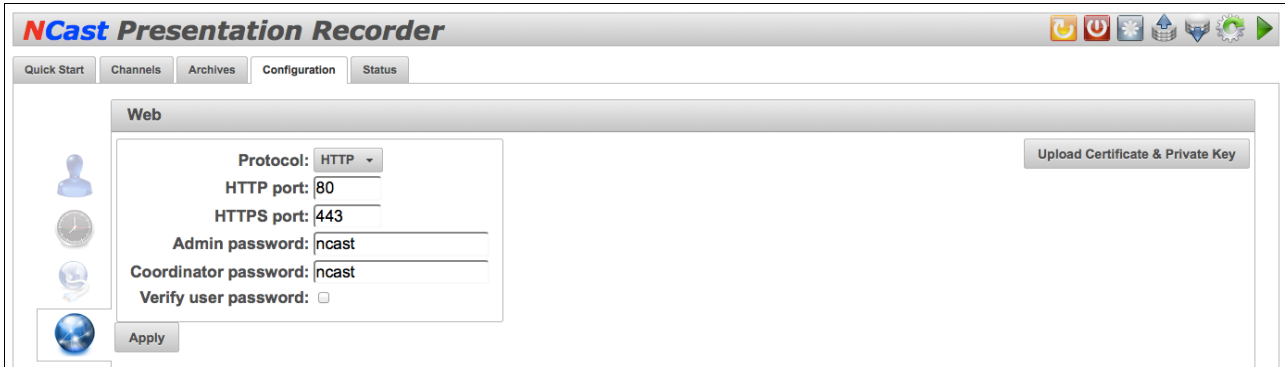 NCast Presentation Recorder
Quick Start Channels Archives Configuration Status
Web
Protocol: HTTP
Upload Certificate & Private Key
HTTP port: 80
HTTPS port: 443
Admin password: ncast
Coordinator password: ncast
Verify user password:
Apply